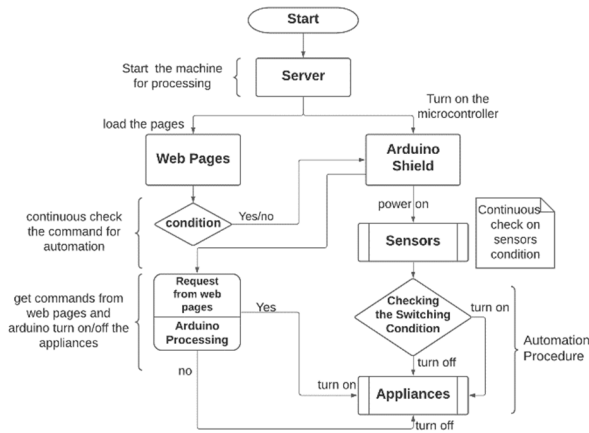 Start
Start the machine
for processing
Server
load the pages
Turn on the
microcontroller
Web Pages
Arduino
Shield
continuous check
the command for
automation
condition
Yes/no
power on
Sensors
Continuous
check on
sensors
condition
get commands from
web pages and
arduino turn on/off the
appliances
Request
from web
pages
Arduino
Processing
Yes
no
Checking
the Switching
Condition
turn on
turn off
Automation
Procedure
turn on
Appliances
turn off